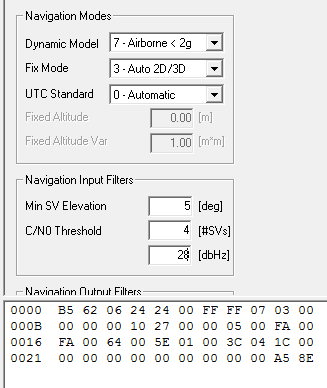 Navigation Modes
Dynamic Model 7 - Airborne < 2g
Fix Mode 3 - Auto 2D/3D
UTC Standard 0 - Automatic
Fixed Altitude 0.00 [m]
Fixed Altitude Var 1.00 [m*m]
Navigation Input Filters
Min SV Elevation 5 [deg]
C/N0 Threshold 4 [#SVs]
28 [dbHz]
Navigation Output Filters
0000 B5 62 06 24 24 00 FF FF 07 03 00
000B 00 00 00 10 27 00 00 05 00 FA 00
0016 FA 00 64 00 5E 01 00 3C 04 1C 00
0021 00 00 00 00 00 00 00 00 00 A5 8E